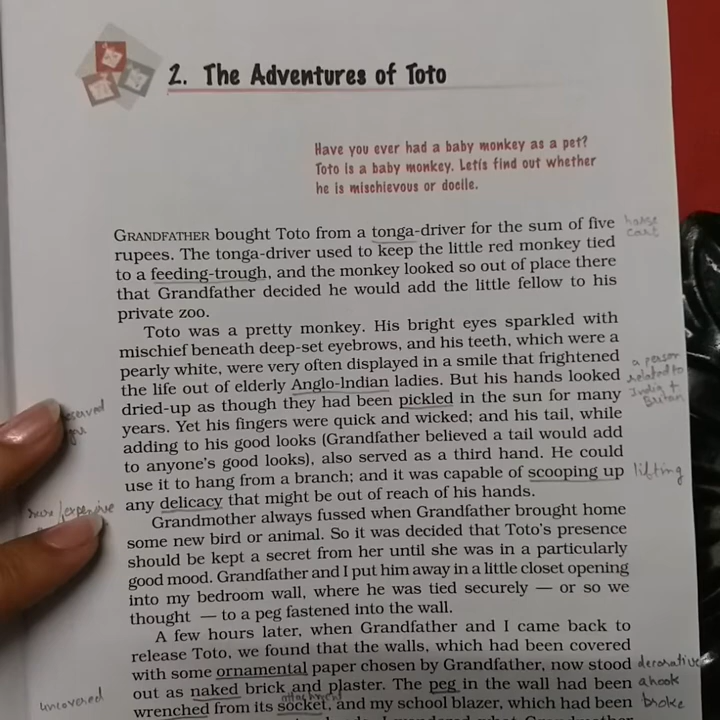 2. The Adventures of Toto
Have you ever had a baby monkey as a pet?
Toto is a baby monkey. Letís find out whether
he is mischievous or docile.
GRANDFATHER bought Toto from a tonga-driver for the sum of five
horse
cart
rupees. The tonga-driver used to keep the little red monkey tied
to a feeding-trough, and the monkey looked so out of place there
that Grandfather decided he would add the little fellow to his
private zoo.
Toto was a pretty monkey. His bright eyes sparkled with
mischief beneath deep-set eyebrows, and his teeth, which were a
pearly white, were very often displayed in a smile that frightened
the life out of elderly Anglo-Indian ladies. But his hands looked
a person
related to
India +
Britain
dried-up as though they had been pickled in the sun for many
years. Yet his fingers were quick and wicked; and his tail, while
adding to his good looks (Grandfather believed a tail would add
to anyone's good looks), also served as a third hand. He could
use it to hang from a branch; and it was capable of scooping up
lifting
any delicacy that might be out of reach of his hands.
Grandmother always fussed when Grandfather brought home
some new bird or animal. So it was decided that Toto's presence
should be kept a secret from her until she was in a particularly
good mood. Grandfather and I put him away in a little closet opening
into my bedroom wall, where he was tied securely — or so we
thought — to a peg fastened into the wall.
A few hours later, when Grandfather and I came back to
release Toto, we found that the walls, which had been covered
with some ornamental paper chosen by Grandfather, now stood
decorative
out as naked brick and plaster. The peg in the wall had been
uncovered
a hook
attachment
wrenched from its socket, and my school blazer, which had been
broke